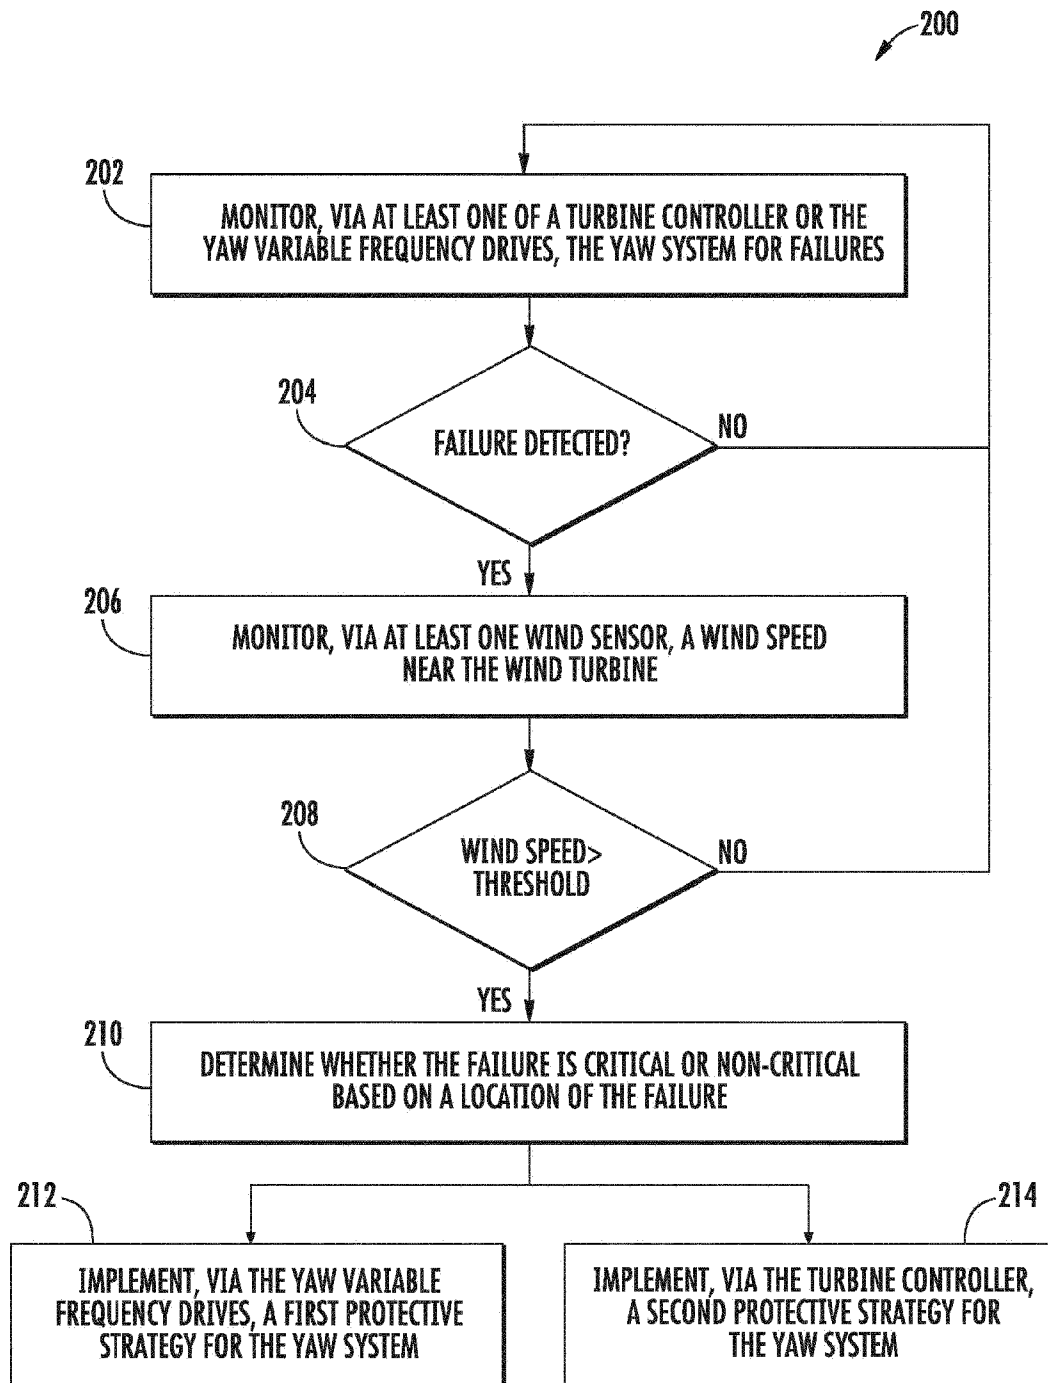 200
202
MONITOR, VIA AT LEAST ONE OF A TURBINE CONTROLLER OR THE
YAW VARIABLE FREQUENCY DRIVES, THE YAW SYSTEM FOR FAILURES
204
FAILURE DETECTED?
NO
YES
206
MONITOR, VIA AT LEAST ONE WIND SENSOR, A WIND SPEED
NEAR THE WIND TURBINE
208
WIND SPEED>
THRESHOLD
NO
YES
210
DETERMINE WHETHER THE FAILURE IS CRITICAL OR NON-CRITICAL
BASED ON A LOCATION OF THE FAILURE
212
IMPLEMENT, VIA THE YAW VARIABLE
FREQUENCY DRIVES, A FIRST PROTECTIVE
STRATEGY FOR THE YAW SYSTEM
214
IMPLEMENT, VIA THE TURBINE CONTROLLER,
A SECOND PROTECTIVE STRATEGY FOR
THE YAW SYSTEM